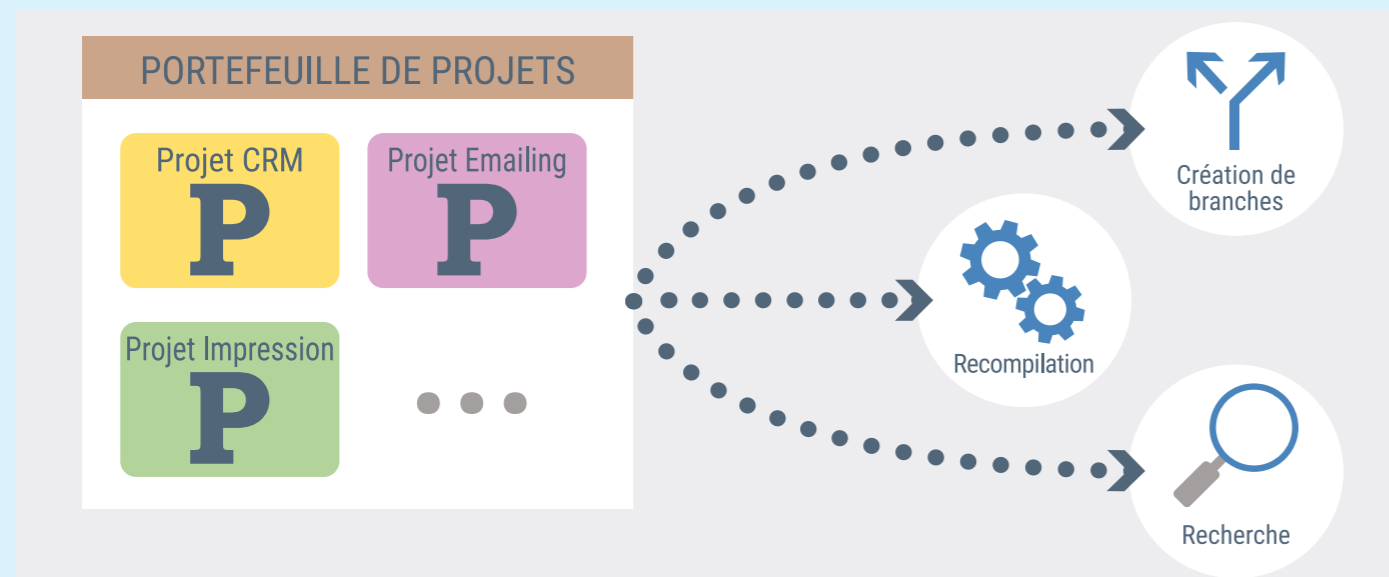 PORTEFEUILLE DE PROJETS
Projet CRM
P
Projet Emailing
P
Projet Impression
P
Création de
branches
Recompilation
Recherche